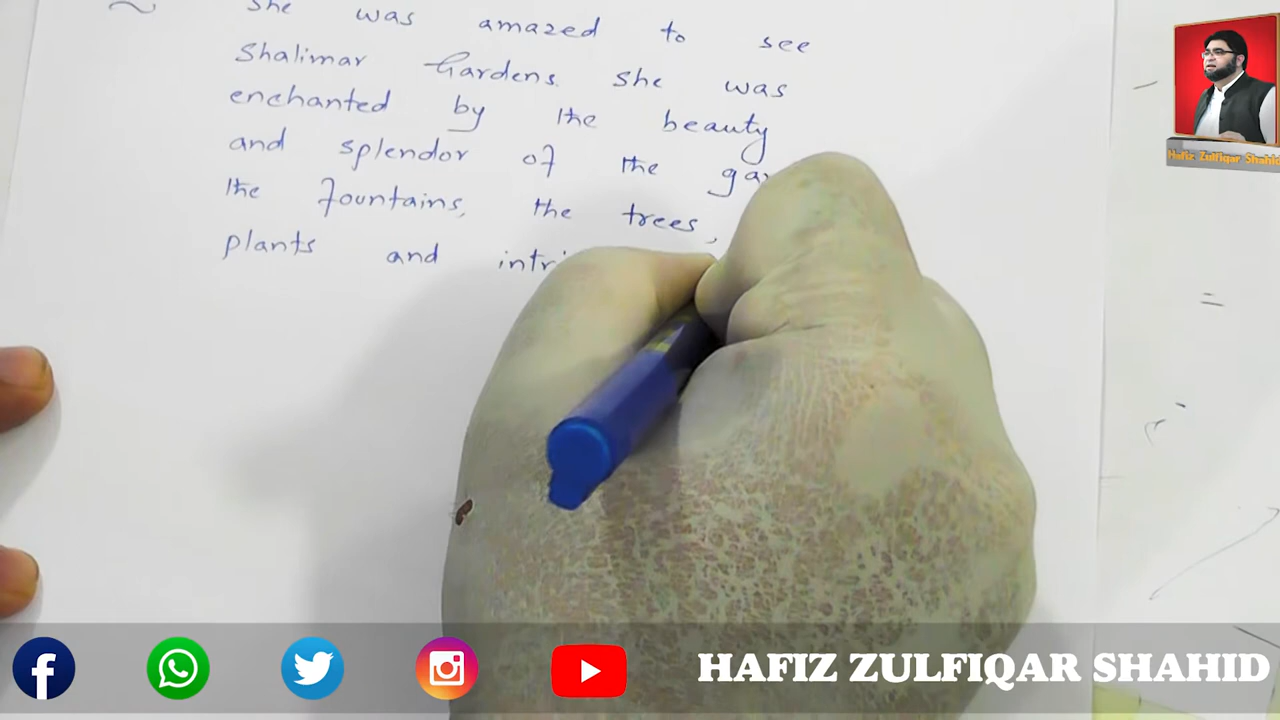 She was amazed to see
Shalimar Gardens. She was
enchanted by the beauty
and splendor of the
the fountains, the trees,
plants and
Hafiz Zulfiqar Shahid
HAFIZ ZULFIQAR SHAHID